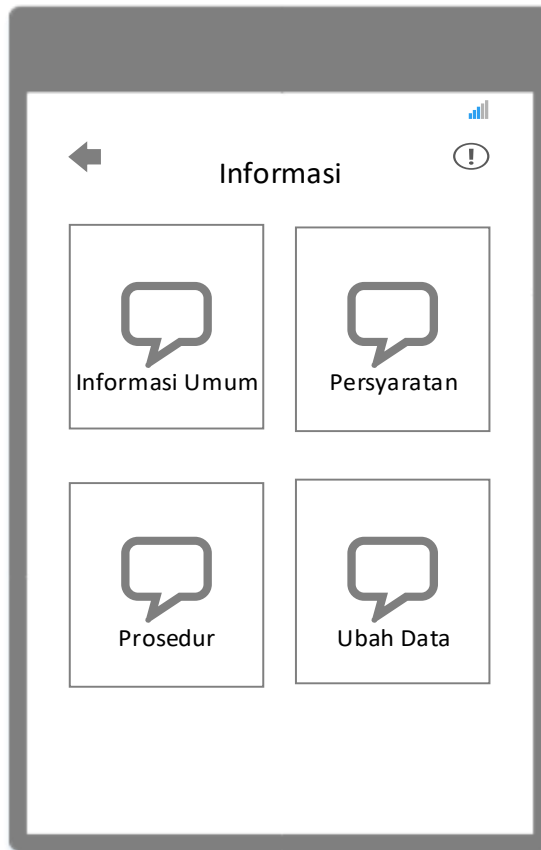 Informasi
Informasi Umum
Persyaratan
Prosedur
Ubah Data